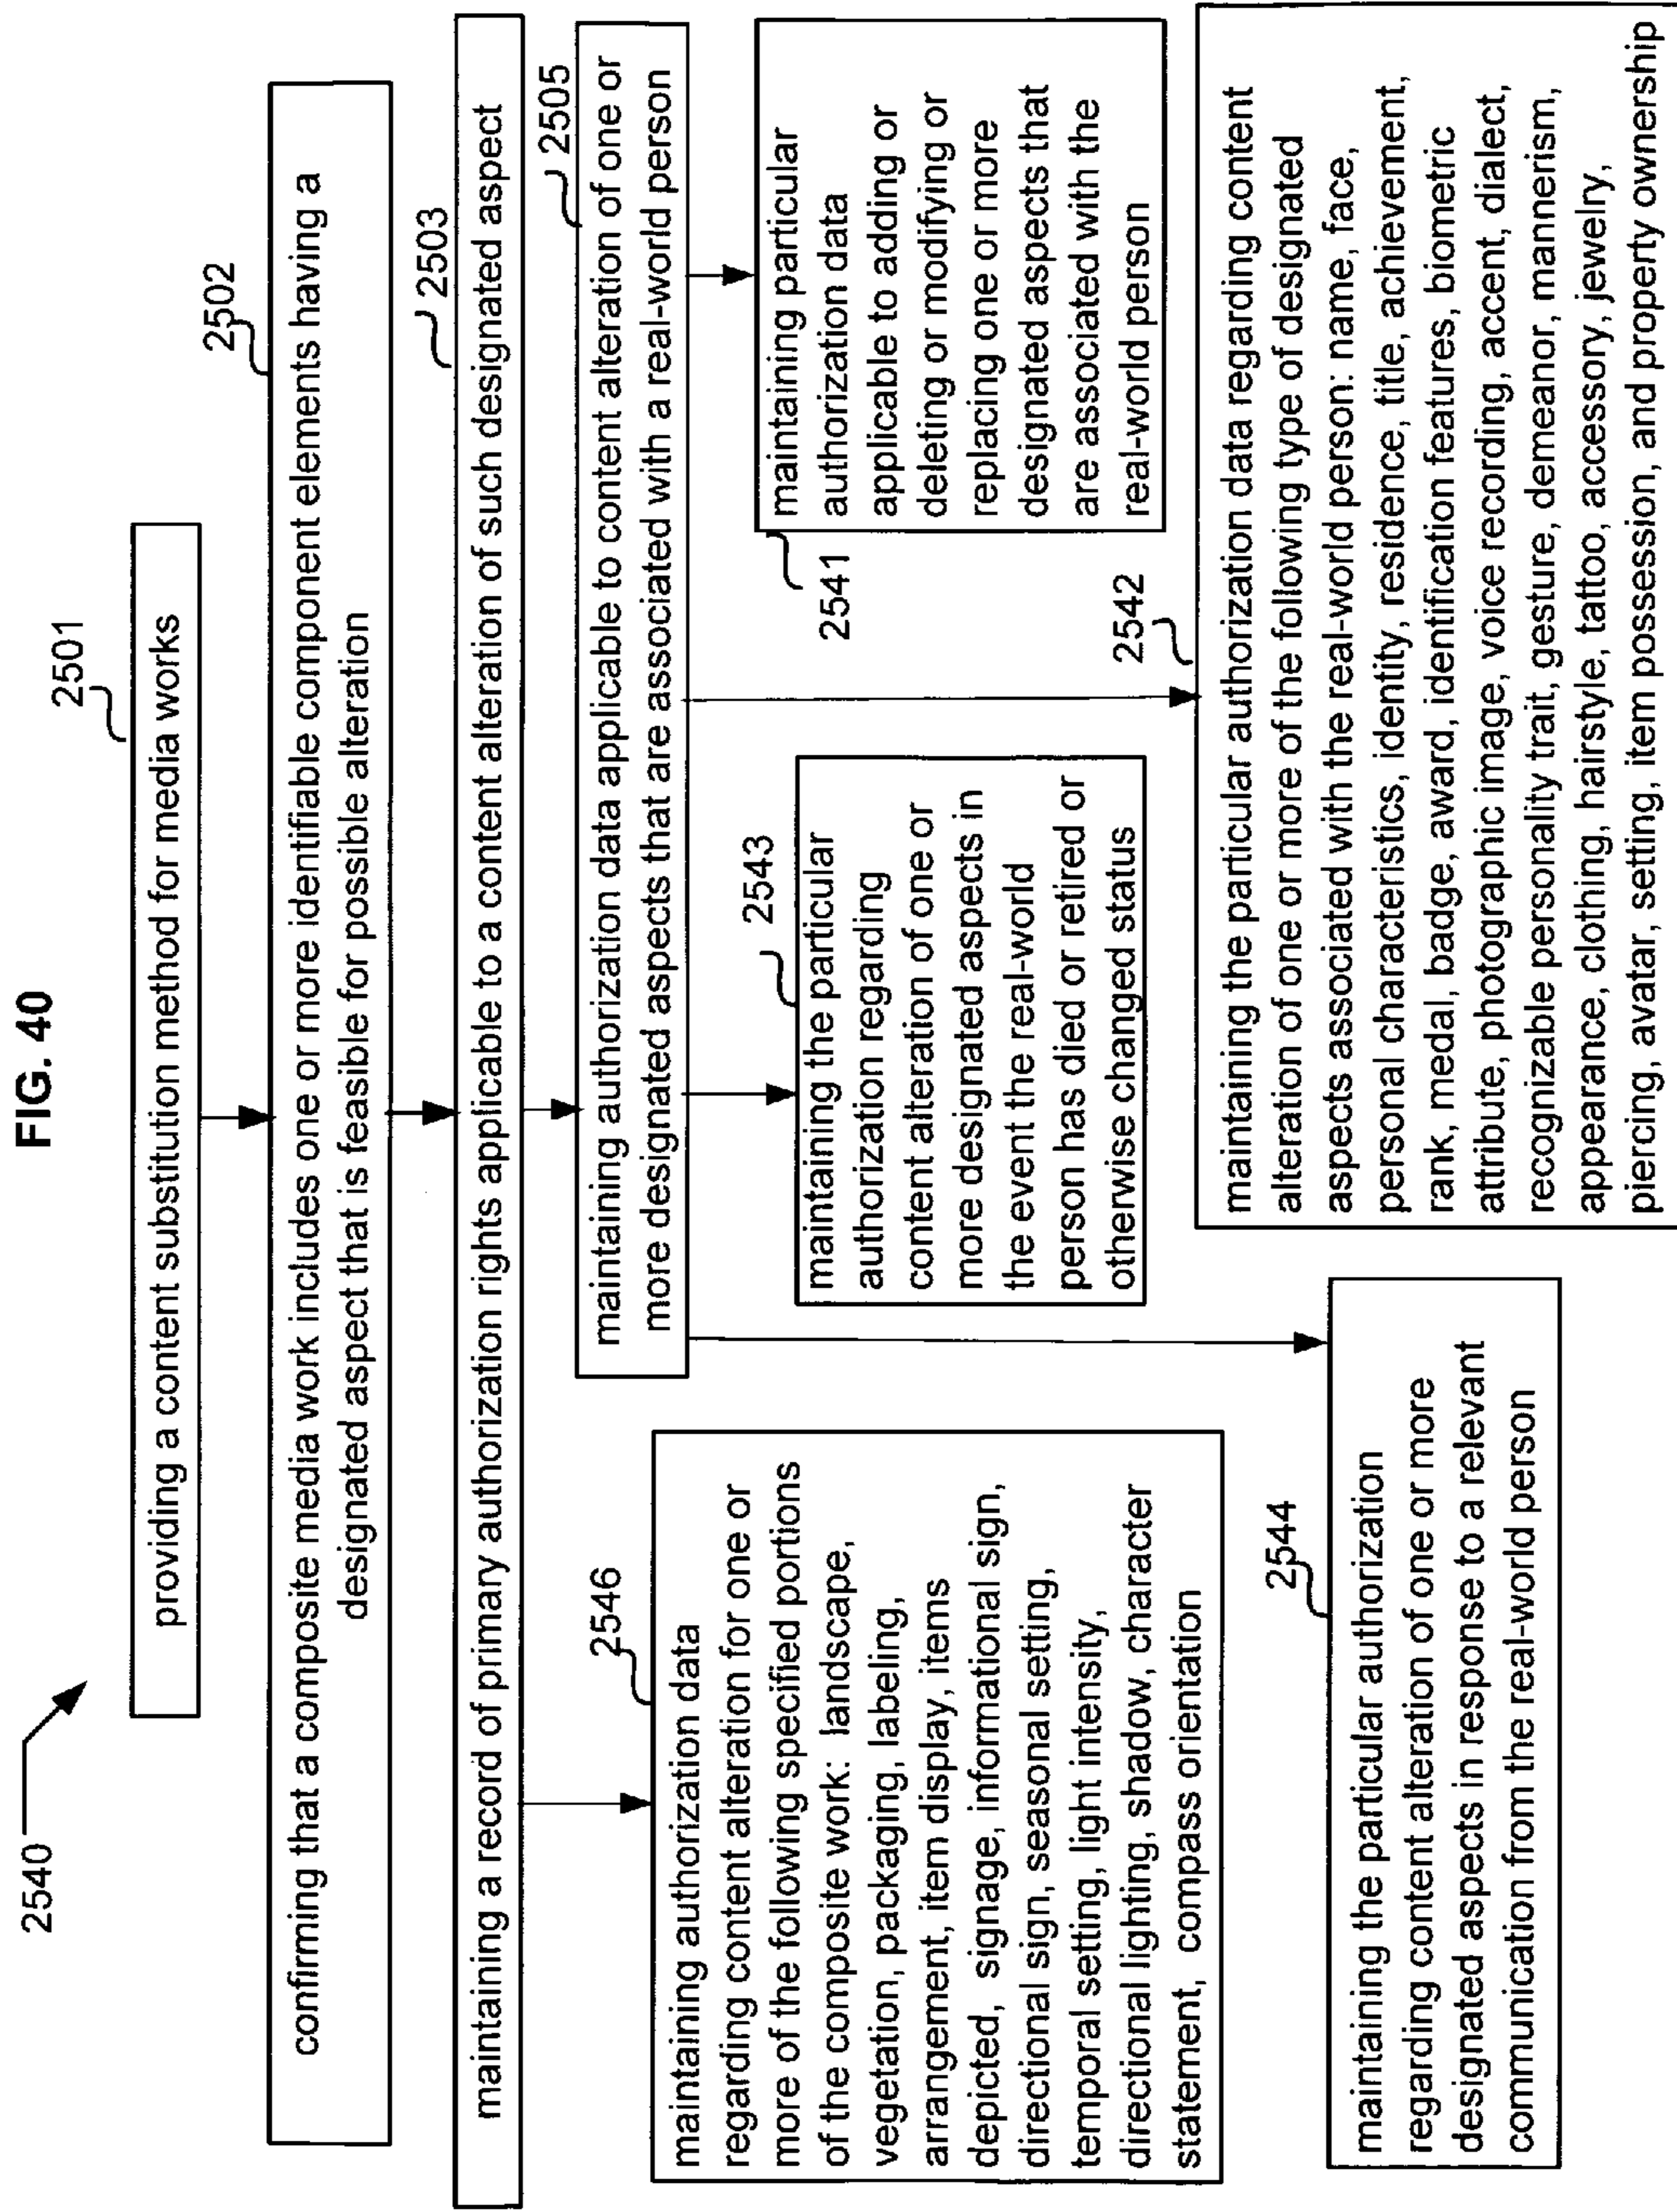 FIG. 40
2540
2501
providing a content substitution method for media works
2502
confirming that a composite media work includes one or more identifiable component elements having a
designated aspect that is feasible for possible alteration
2503
maintaining a record of primary authorization rights applicable to a content alteration of such designated aspect
2505
maintaining authorization data applicable to content alteration of one or
more designated aspects that are associated with a real-world person
2546
maintaining authorization data
regarding content alteration for one or
more of the following specified portions
of the composite work: landscape,
vegetation, packaging, labeling,
arrangement, item display, items
depicted, signage, informational sign,
directional sign, seasonal setting,
temporal setting, light intensity,
directional lighting, shadow, character
statement, compass orientation
2543
maintaining the particular
authorization regarding
content alteration of one or
more designated aspects in
the event the real-world
person has died or retired or
otherwise changed status
2541
maintaining particular
authorization data
applicable to adding or
deleting or modifying or
replacing one or more
designated aspects that
are associated with the
real-world person
2544
maintaining the particular authorization
regarding content alteration of one or more
designated aspects in response to a relevant
communication from the real-world person
2542
maintaining the particular authorization data regarding content
alteration of one or more of the following type of designated
aspects associated with the real-world person: name, face,
personal characteristics, identity, residence, title, achievement,
rank, medal, badge, award, identification features, biometric
attribute, photographic image, voice recording, accent, dialect,
recognizable personality trait, gesture, demeanor, mannerism,
appearance, clothing, hairstyle, tattoo, accessory, jewelry,
piercing, avatar, setting, item possession, and property ownership